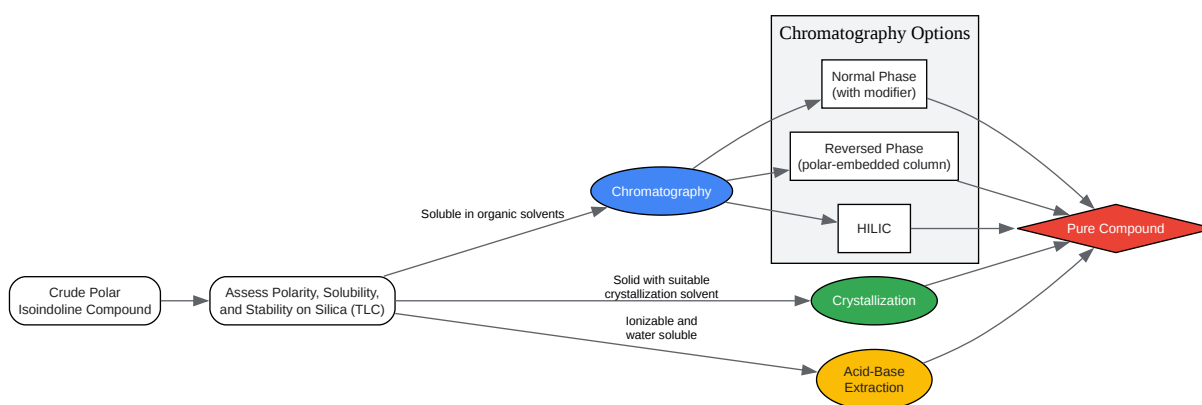 Crude Polar
Isoindoline Compound
Assess Polarity, Solubility,
and Stability on Silica (TLC)
Soluble in organic solvents
Solid with suitable
crystallization solvent
Ionizable and
water soluble
Chromatography
Chromatography Options
Normal Phase
(with modifier)
Reversed Phase
(polar-embedded column)
HILIC
Crystallization
Acid-Base
Extraction
Pure Compound